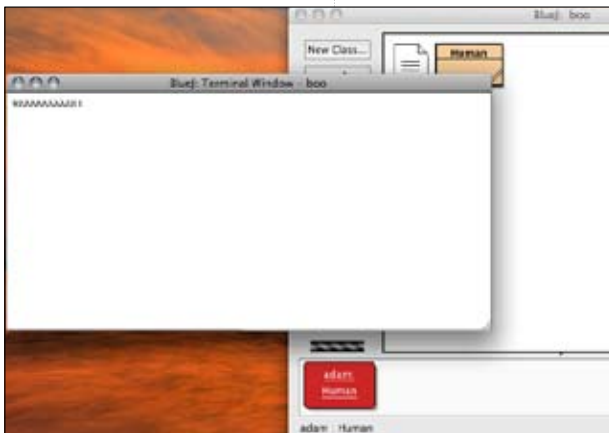 BlueJ: boo
New Class...
Human
BlueJ: Terminal Window - boo
adam
Human
adam : Human